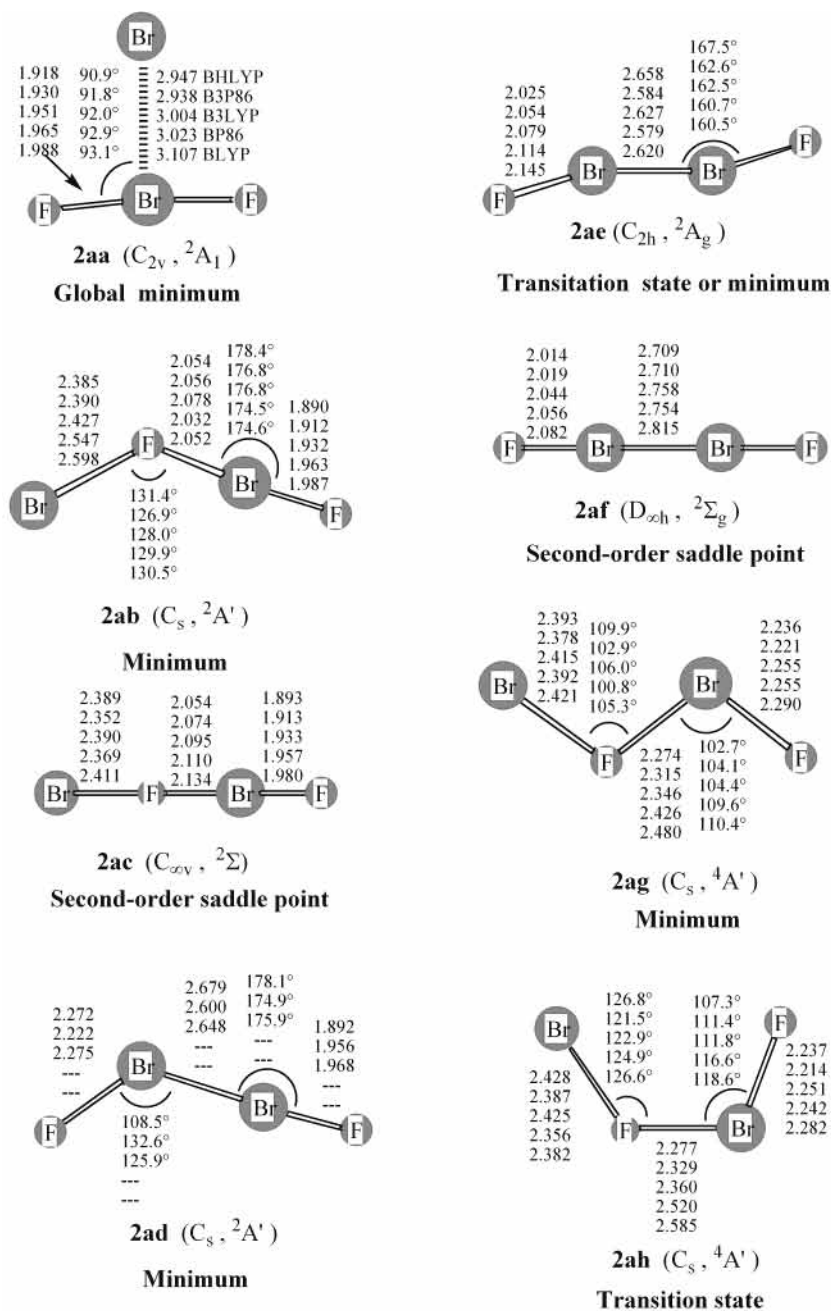 Br
1.918 90.9° 2.947 BHLYP
1.930 91.8° 2.938 B3P86
1.951 92.0° 3.004 B3LYP
1.965 92.9° 3.023 BP86
1.988 93.1° 3.107 BLYP
F Br F
2aa (C2v , 2A1)
Global minimum
167.5°
2.658 162.6°
2.025 2.584 162.5°
2.054 2.627 160.7°
2.079 2.579 160.5°
2.114 2.620
2.145
F Br Br F
2ae (C2h , 2Ag)
Transitation state or minimum
178.4°
2.054 176.8°
2.385 2.056 176.8°
2.390 2.078 174.5° 1.890
2.427 2.032 174.6° 1.912
2.547 2.052 1.932
2.598 1.963
1.987
Br F Br F
131.4°
126.9°
128.0°
129.9°
130.5°
2ab (Cs , 2A' )
Minimum
2.014 2.709
2.019 2.710
2.044 2.758
2.056 2.754
2.082 2.815
F Br Br F
2af (D∞h , 2Σg)
Second-order saddle point
2.389 2.054 1.893
2.352 2.074 1.913
2.390 2.095 1.933
2.369 2.110 1.957
2.411 2.134 1.980
Br F Br F
2ac (C∞v , 2Σ)
Second-order saddle point
2.393 109.9° 2.236
2.378 102.9° 2.221
2.415 106.0° 2.255
2.392 100.8° 2.255
2.421 105.3° 2.290
Br F Br F
2.274 102.7°
2.315 104.1°
2.346 104.4°
2.426 109.6°
2.480 110.4°
2ag (Cs , 4A' )
Minimum
2.679 178.1°
2.272 2.600 174.9°
2.222 2.648 175.9° 1.892
2.275 --- --- 1.956
--- --- --- 1.968
--- ---
---
F Br Br F
108.5°
132.6°
125.9°
---
---
2ad (Cs , 2A' )
Minimum
126.8° 107.3°
121.5° 111.4°
122.9° 111.8°
124.9° 116.6°
126.6° 118.6°
Br F
2.428 2.237
2.387 2.214
2.425 2.251
2.356 2.242
2.382 2.282
F Br
2.277
2.329
2.360
2.520
2.585
2ah (Cs , 4A' )
Transition state